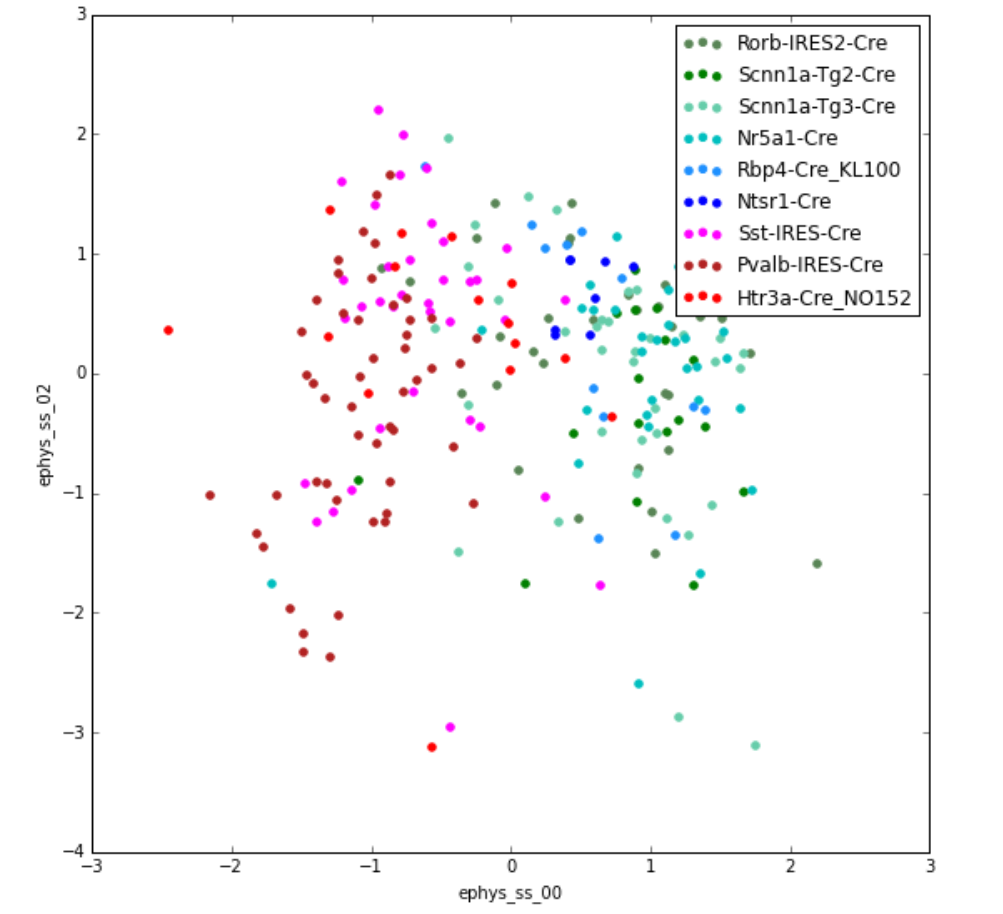 3
2
1
0
−1
−2
−3
−4
ephys_ss_02
Rorb-IRES2-Cre
Scnn1a-Tg2-Cre
Scnn1a-Tg3-Cre
Nr5a1-Cre
Rbp4-Cre_KL100
Ntsr1-Cre
Sst-IRES-Cre
Pvalb-IRES-Cre
Htr3a-Cre_NO152
−3 −2 −1 0 1 2 3
ephys_ss_00